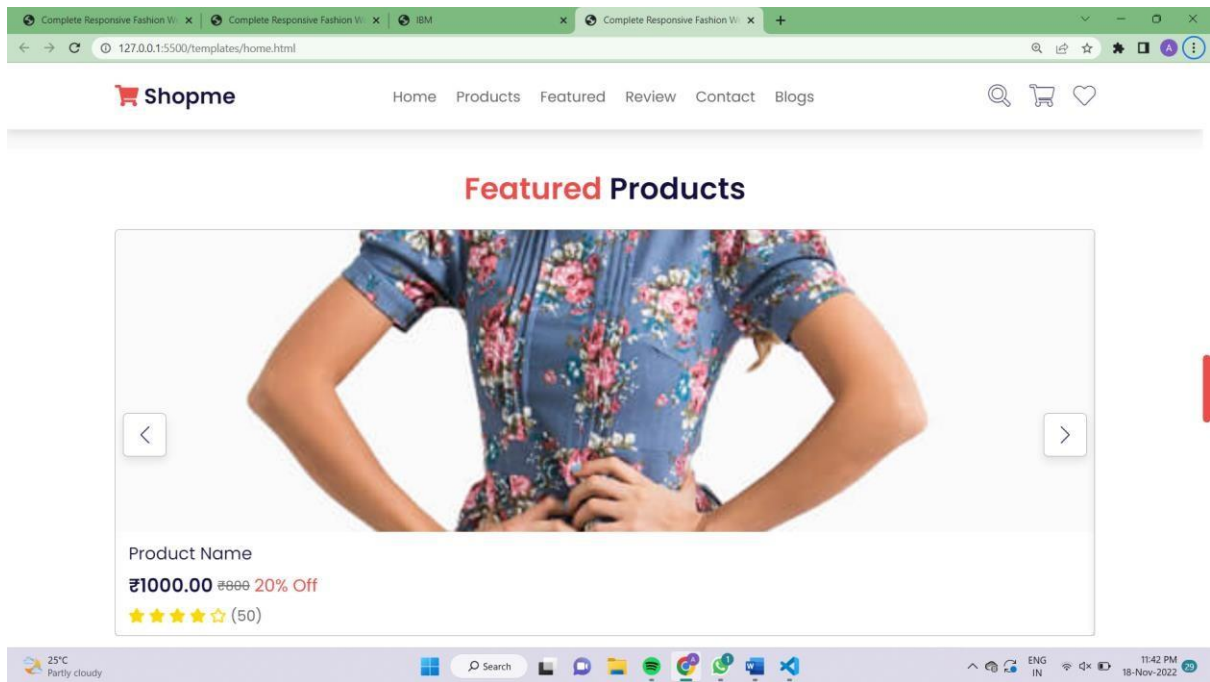 Complete Responsive Fashion W
Complete Responsive Fashion W
IBM
Complete Responsive Fashion W
127.0.0.1:5500/templates/home.html
A
Shopme
Home Products Featured Review Contact Blogs
Featured Products
Product Name
₹1000.00 ₹800 20% Off
(50)
25°C
Partly cloudy
Search
ENG
IN
11:42 PM
18-Nov-2022
29